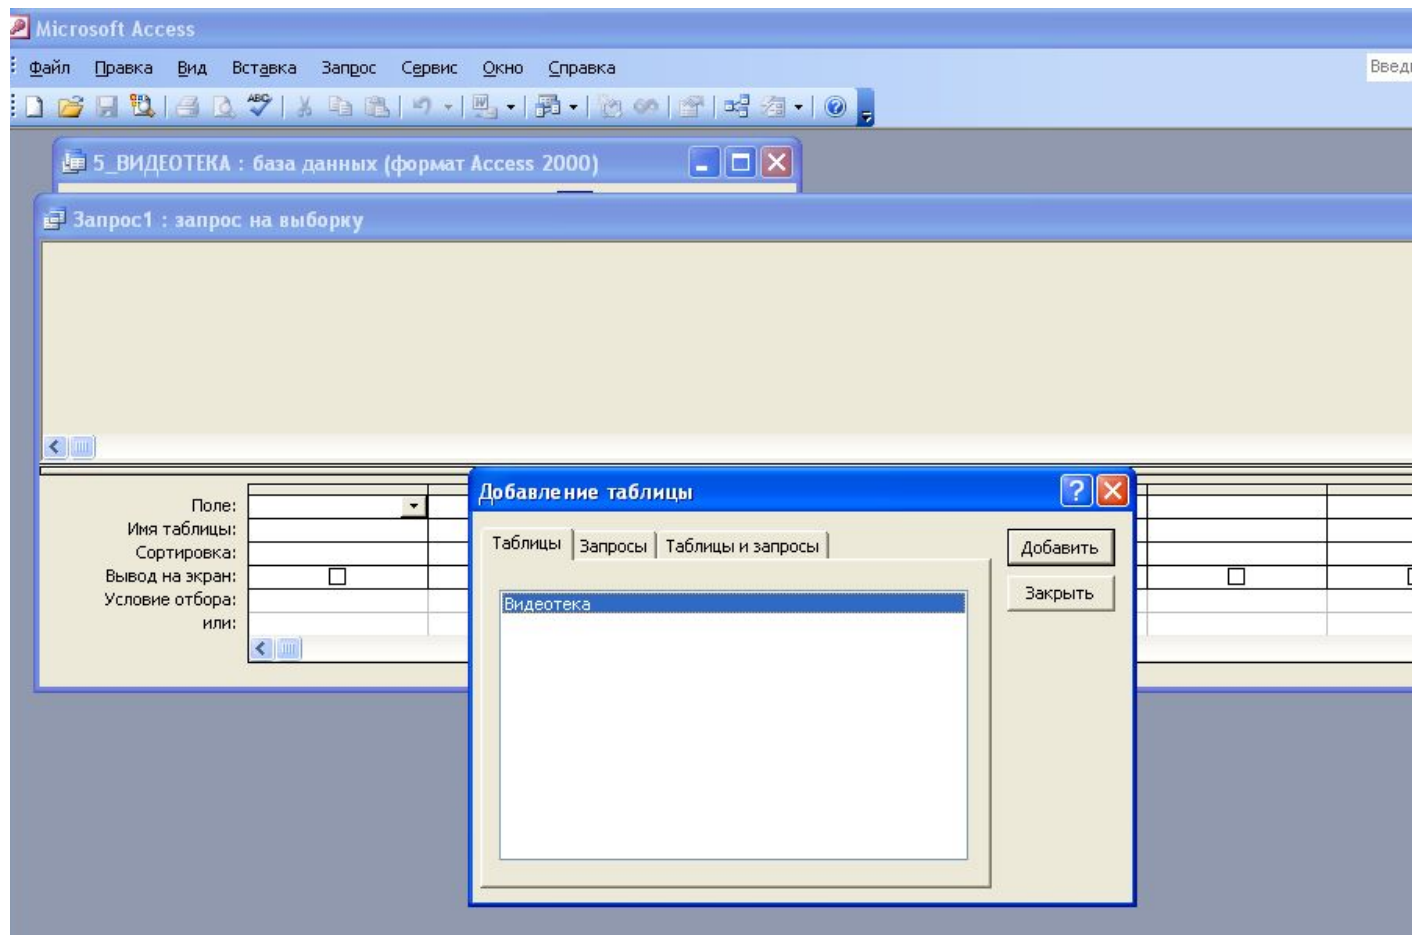 Microsoft Access
Файл Правка Вид Вставка Запрос Сервис Окно Справка
ABC
W
5_ВИДЕОТЕКА : база данных (формат Access 2000)
Запрос1 : запрос на выборку
Добавление таблицы
Поле:
Имя таблицы:
Сортировка:
Вывод на экран:
Условие отбора:
или:
Таблицы Запросы Таблицы и запросы
Добавить
Закрыть
Видеотека